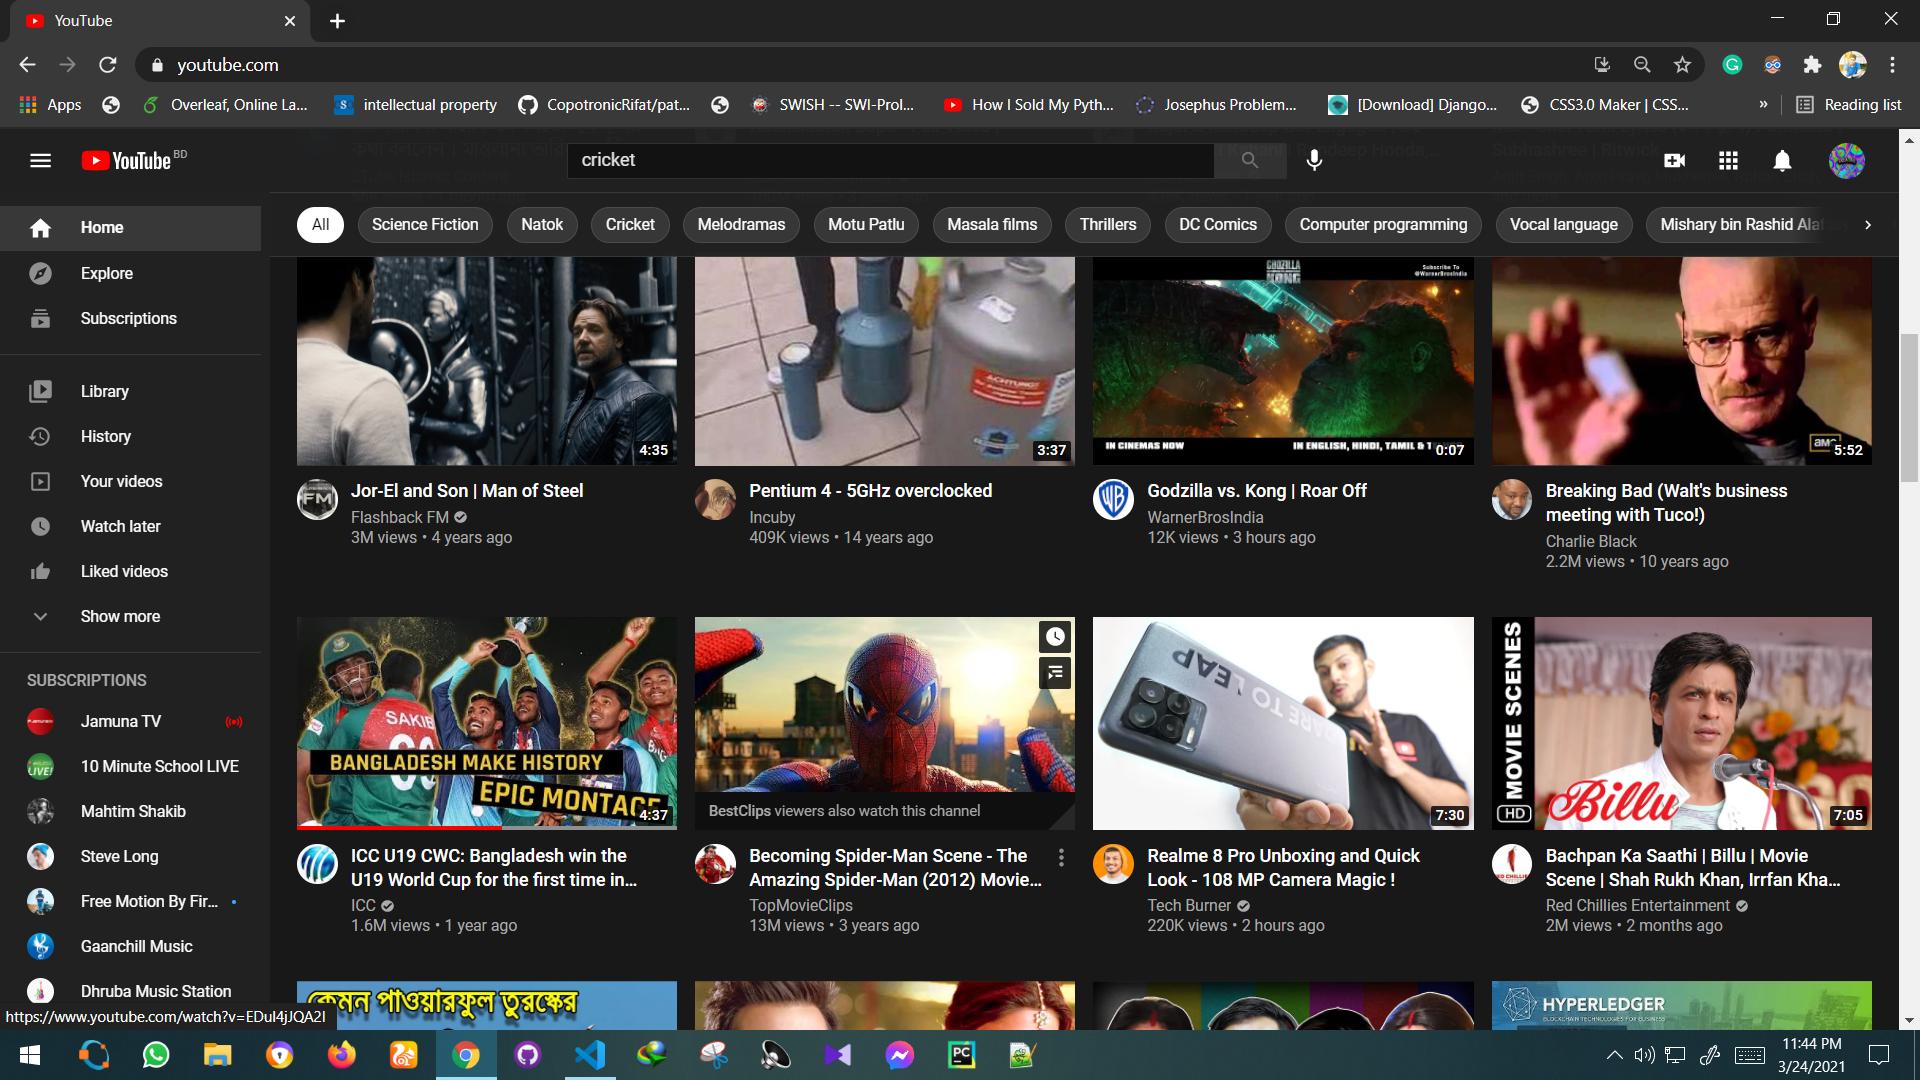 YouTube
youtube.com
Apps
Overleaf, Online La...
intellectual property
CopotronicRifat/pat...
SWISH -- SWI-Prol...
How I Sold My Pyth...
Josephus Problem...
[Download] Django...
CSS3.0 Maker | CSS...
»
Reading list
YouTube BD
cricket
Home
Explore
Subscriptions
Library
History
Your videos
Watch later
Liked videos
Show more
SUBSCRIPTIONS
Jamuna TV
10 Minute School LIVE
Mahtim Shakib
Steve Long
Free Motion By Fir...
Gaanchill Music
Dhruba Music Station
https://www.youtube.com/watch?v=EDuI4jJQA2I
All
Science Fiction
Natok
Cricket
Melodramas
Motu Patlu
Masala films
Thrillers
DC Comics
Computer programming
Vocal language
Mishary bin Rashid Ala
4:35
Jor-El and Son | Man of Steel
Flashback FM
3M views • 4 years ago
ACHTUNG!
3:37
Pentium 4 - 5GHz overclocked
Incuby
409K views • 14 years ago
GODZILLA
KONG
Subscribe To
@WarnerBrosIndia
IN CINEMAS NOW
IN ENGLISH, HINDI, TAMIL & T
0:07
Godzilla vs. Kong | Roar Off
WarnerBrosIndia
12K views • 3 hours ago
amc
5:52
Breaking Bad (Walt's business
meeting with Tuco!)
Charlie Black
2.2M views • 10 years ago
SAKIB
BANGLADESH MAKE HISTORY
EPIC MONTAGE
4:37
ICC U19 CWC: Bangladesh win the
U19 World Cup for the first time in...
ICC
1.6M views • 1 year ago
BestClips viewers also watch this channel
Becoming Spider-Man Scene - The
Amazing Spider-Man (2012) Movie...
TopMovieClips
13M views • 3 years ago
DARE TO LEAP
7:30
Realme 8 Pro Unboxing and Quick
Look - 108 MP Camera Magic !
Tech Burner
220K views • 2 hours ago
MOVIE SCENES
HD
Billu
7:05
Bachpan Ka Saathi | Billu | Movie
Scene | Shah Rukh Khan, Irrfan Kha...
Red Chillies Entertainment
2M views • 2 months ago
কেমন পাওয়ারফুল তুরস্কের
HYPERLEDGER
BLOCKCHAIN TECHNOLOGIES FOR BUSINESS
11:44 PM
3/24/2021